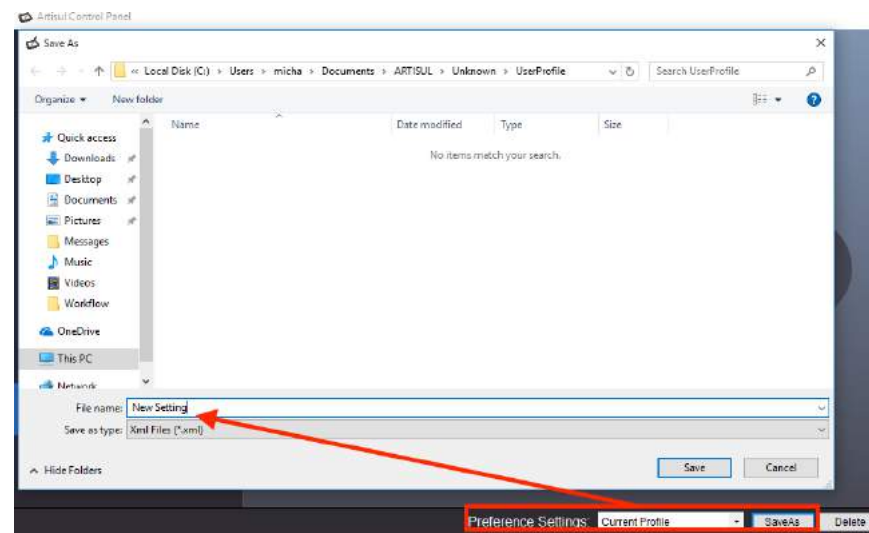 Artisul Control Panel
Save As
« Local Disk (C:) > Users > micha > Documents > ARTISUL > Unknown > UserProfile
Search UserProfile
Organize
New folder
Name
Date modified
Type
Size
No items match your search.
Quick access
Downloads
Desktop
Documents
Pictures
Messages
Music
Videos
Workflow
OneDrive
This PC
Network
File name: New Setting
Save as type: Xml Files (*.xml)
Hide Folders
Save
Cancel
Preference Settings: Current Profile SaveAs Delete